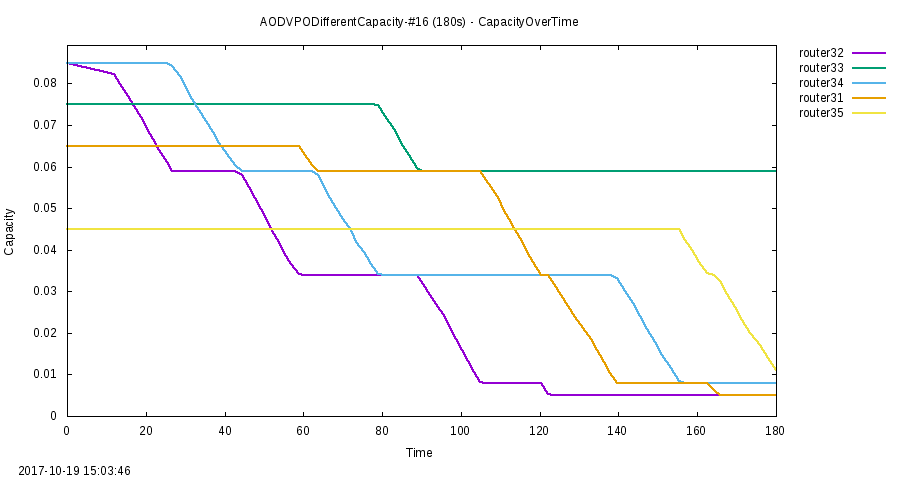 AODVPODifferentCapacity-#16 (180s) - CapacityOverTime
router32
router33
router34
router31
router35
0.08
0.07
0.06
0.05
0.04
0.03
0.02
0.01
0
Capacity
0 20 40 60 80 100 120 140 160 180
Time
2017-10-19 15:03:46